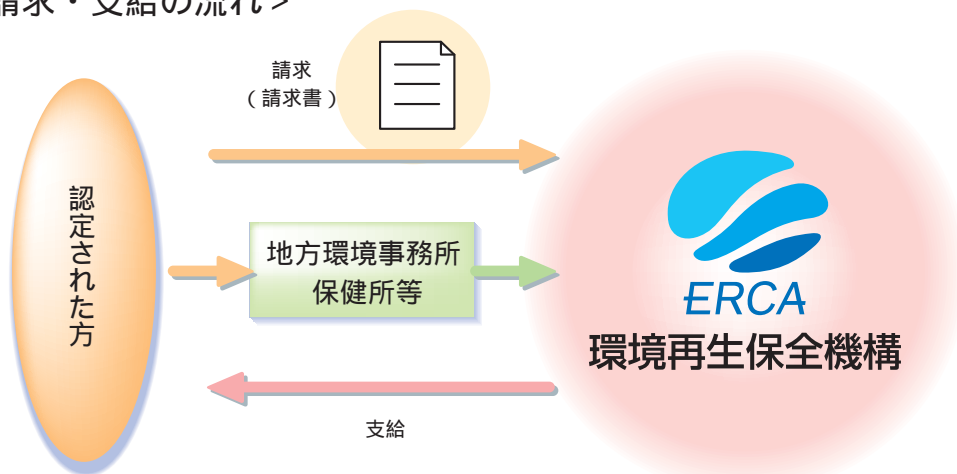 請求・支給の流れ>
請求
(請求書)
認定された方
地方環境事務所
保健所等
ERCA
環境再生保全機構
支給